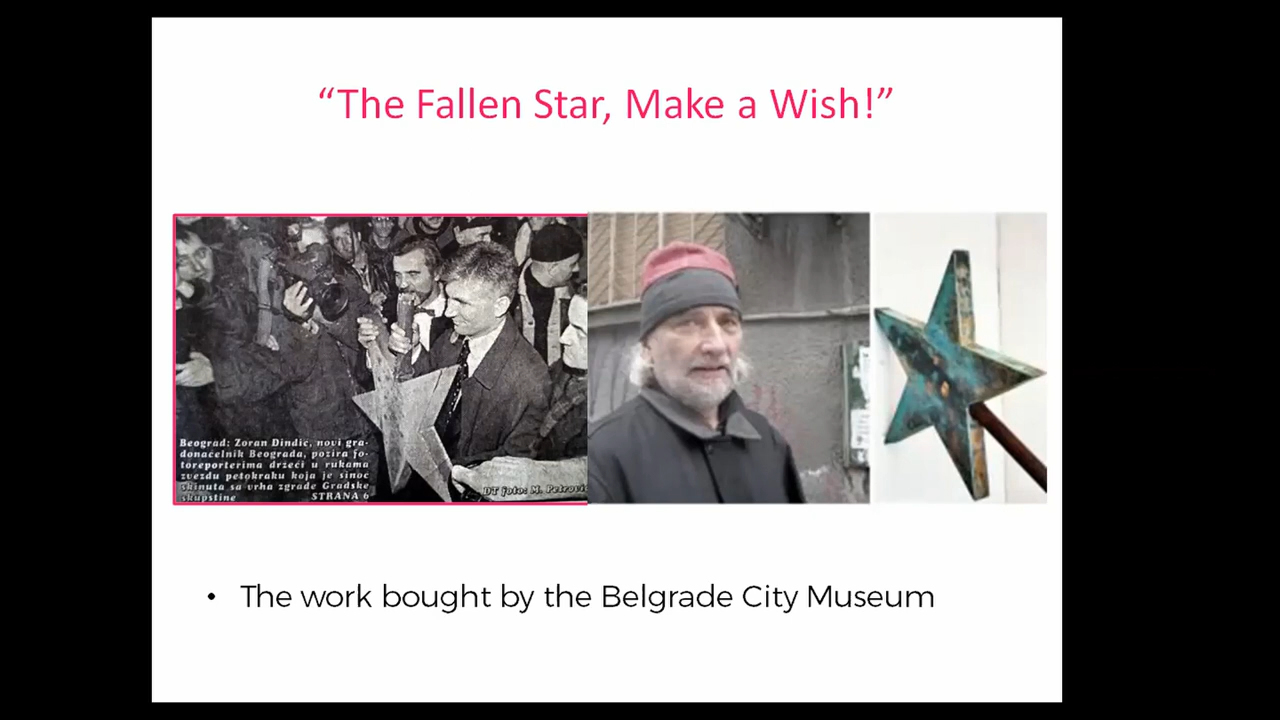 “The Fallen Star, Make a Wish!”
Beograd: Zoran Đinđic, novi gra-
donačelnik Beograda, pozira fo-
toreporterima držeći u rukama
zvezdu petokraku koja je sinoć
skinuta sa vrha zgrade Gradske
skupštine STRANA 6
DT foto: M. Petrović
• The work bought by the Belgrade City Museum